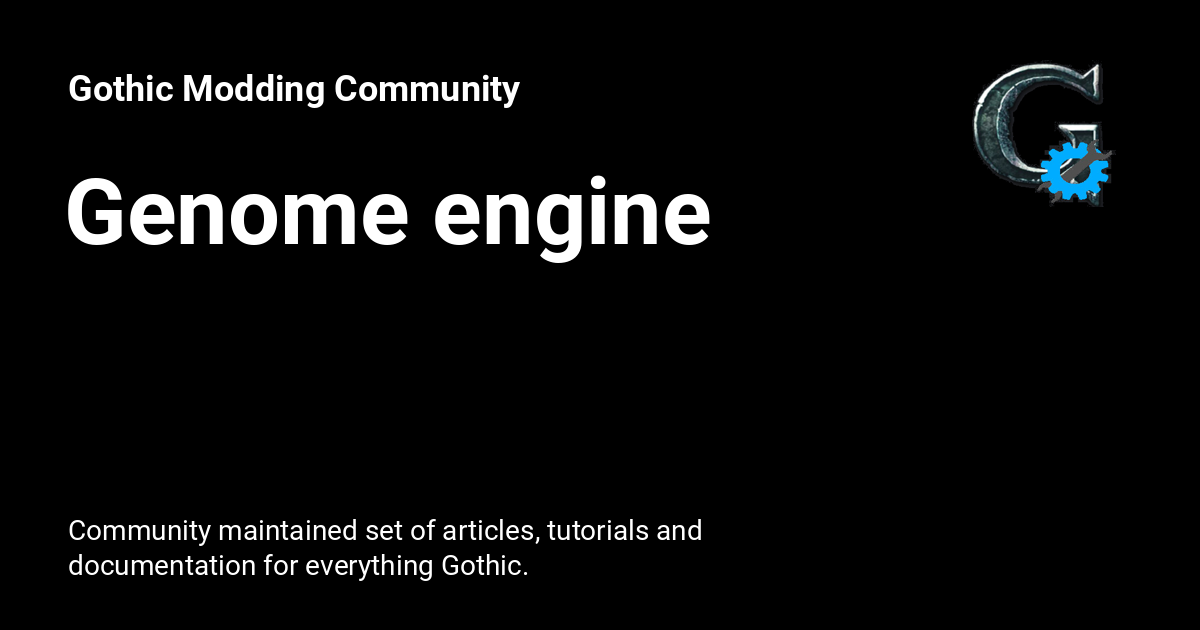 Gothic Modding Community
Genome engine
Community maintained set of articles, tutorials and
documentation for everything Gothic.